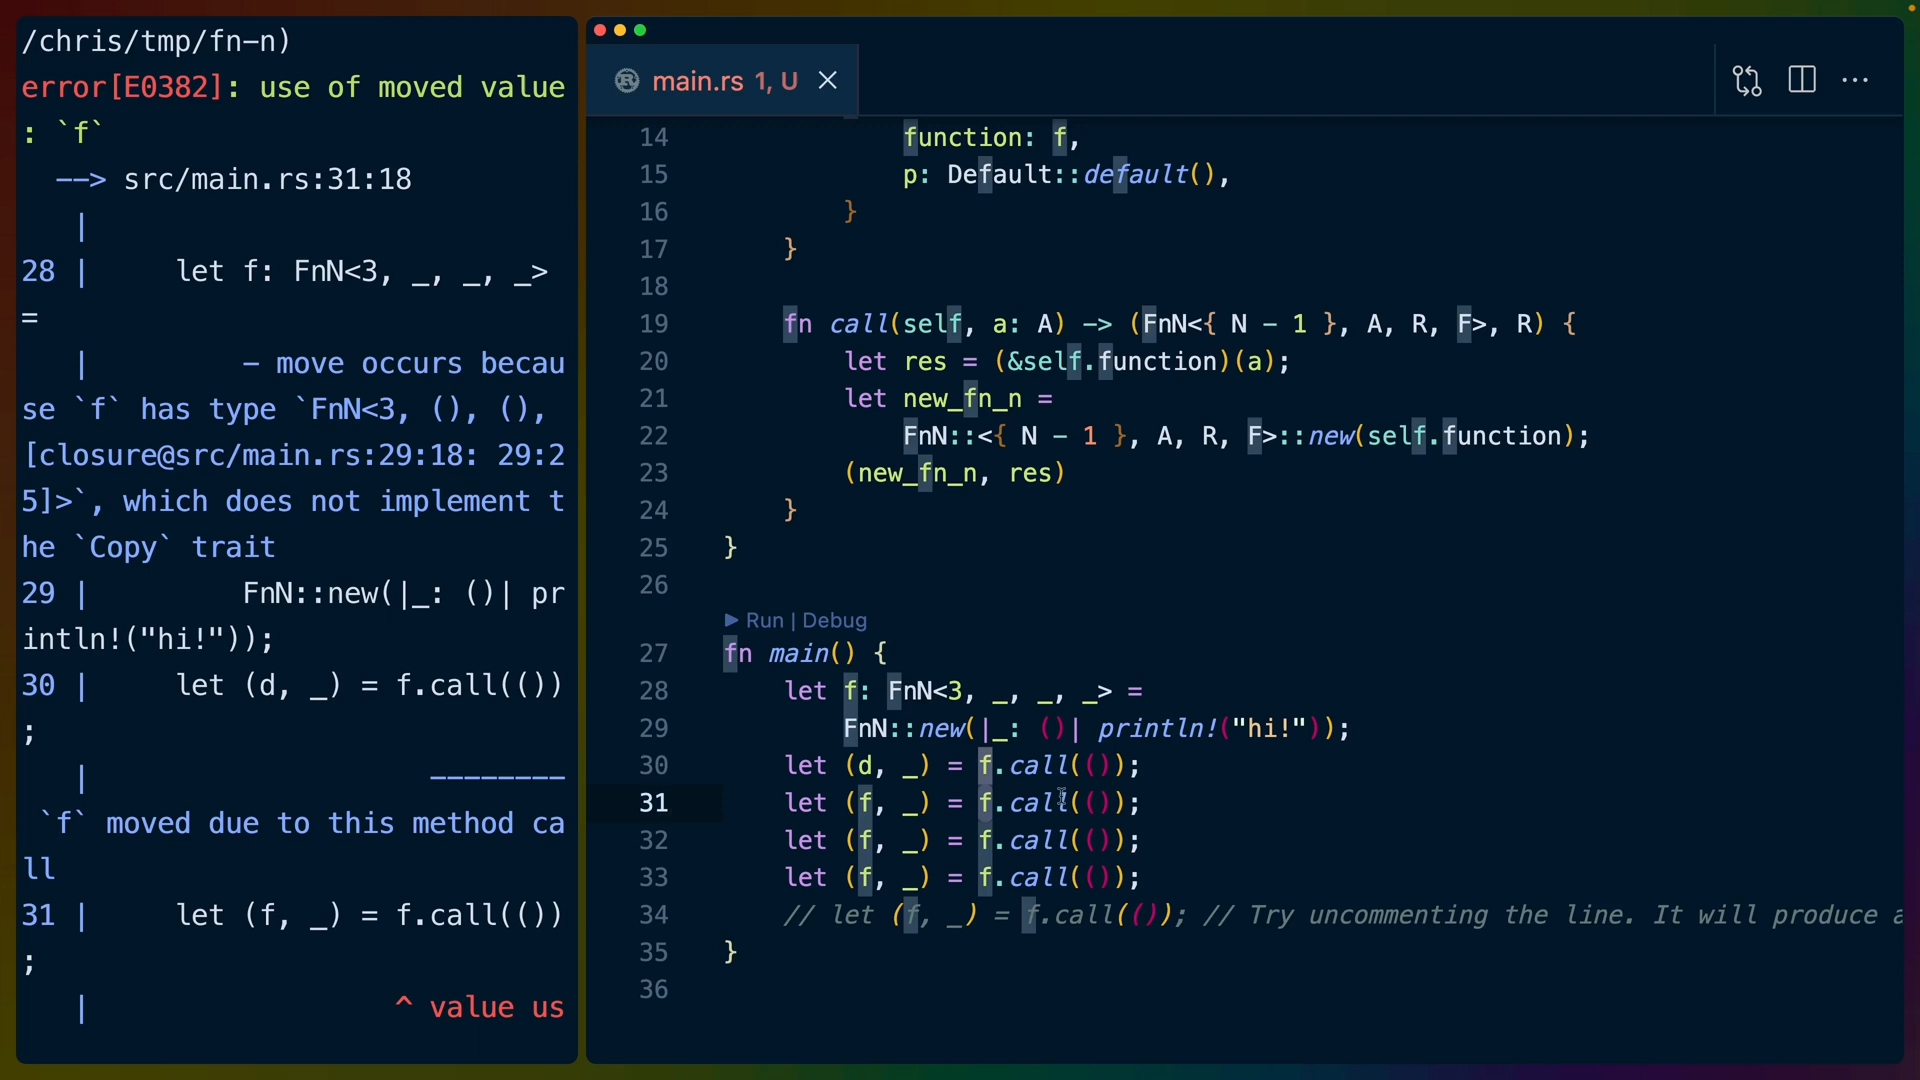 /chris/tmp/fn-n)
error[E0382]: use of moved value
: `f`
--> src/main.rs:31:18
|
28 | let f: FnN<3, _, _, _>
=
| - move occurs becau
se `f` has type `FnN<3, (), (),
[closure@src/main.rs:29:18: 29:2
5]>`, which does not implement t
he `Copy` trait
29 | FnN::new(|_: ()| pr
intln!("hi!"));
30 | let (d, _) = f.call(())
;
| --------
`f` moved due to this method ca
ll
31 | let (f, _) = f.call(())
;
| ^ value us
main.rs 1, U
14 function: f,
15 p: Default::default(),
16 }
17 }
18
19 fn call(self, a: A) -> (FnN<{ N - 1 }, A, R, F>, R) {
20 let res = (&self.function)(a);
21 let new_fn_n =
22 FnN::<{ N - 1 }, A, R, F>::new(self.function);
23 (new_fn_n, res)
24 }
25 }
26
Run | Debug
27 fn main() {
28 let f: FnN<3, _, _, _> =
29 FnN::new(|_: ()| println!("hi!"));
30 let (d, _) = f.call(());
31 let (f, _) = f.call(());
32 let (f, _) = f.call(());
33 let (f, _) = f.call(());
34 // let (f, _) = f.call(()); // Try uncommenting the line. It will produce a
35 }
36